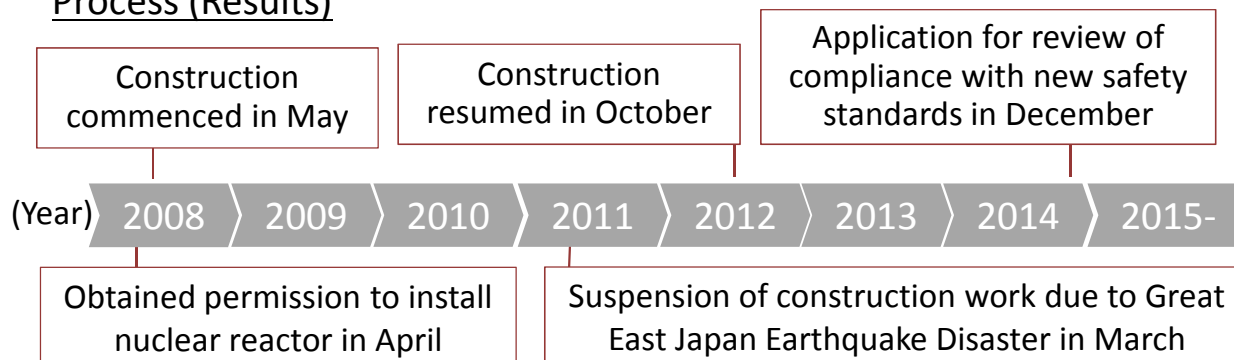 Process (Results)
Construction
commenced in May
Construction
resumed in October
Application for review of
compliance with new safety
standards in December
(Year) 2008 2009 2010 2011 2012 2013 2014 2015-
Obtained permission to install
nuclear reactor in April
Suspension of construction work due to Great
East Japan Earthquake Disaster in March